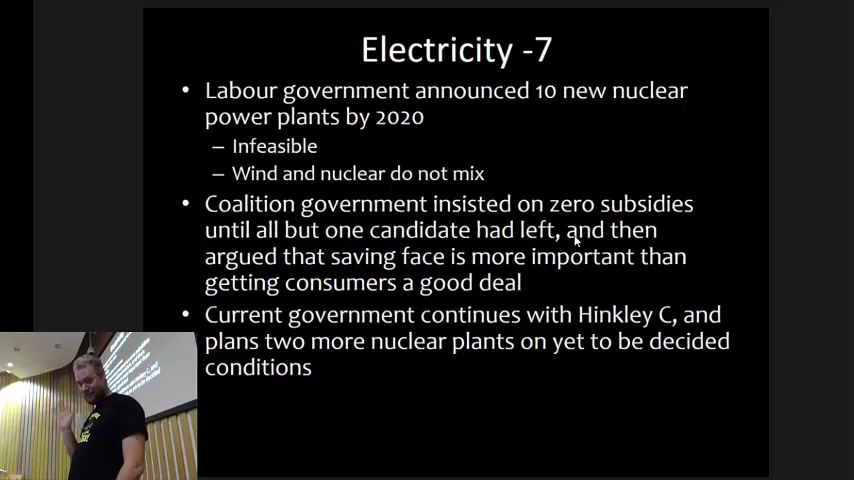 Electricity -7
• Labour government announced 10 new nuclear
power plants by 2020
– Infeasible
– Wind and nuclear do not mix
• Coalition government insisted on zero subsidies
until all but one candidate had left, and then
argued that saving face is more important than
getting consumers a good deal
• Current government continues with Hinkley C, and
plans two more nuclear plants on yet to be decided
conditions